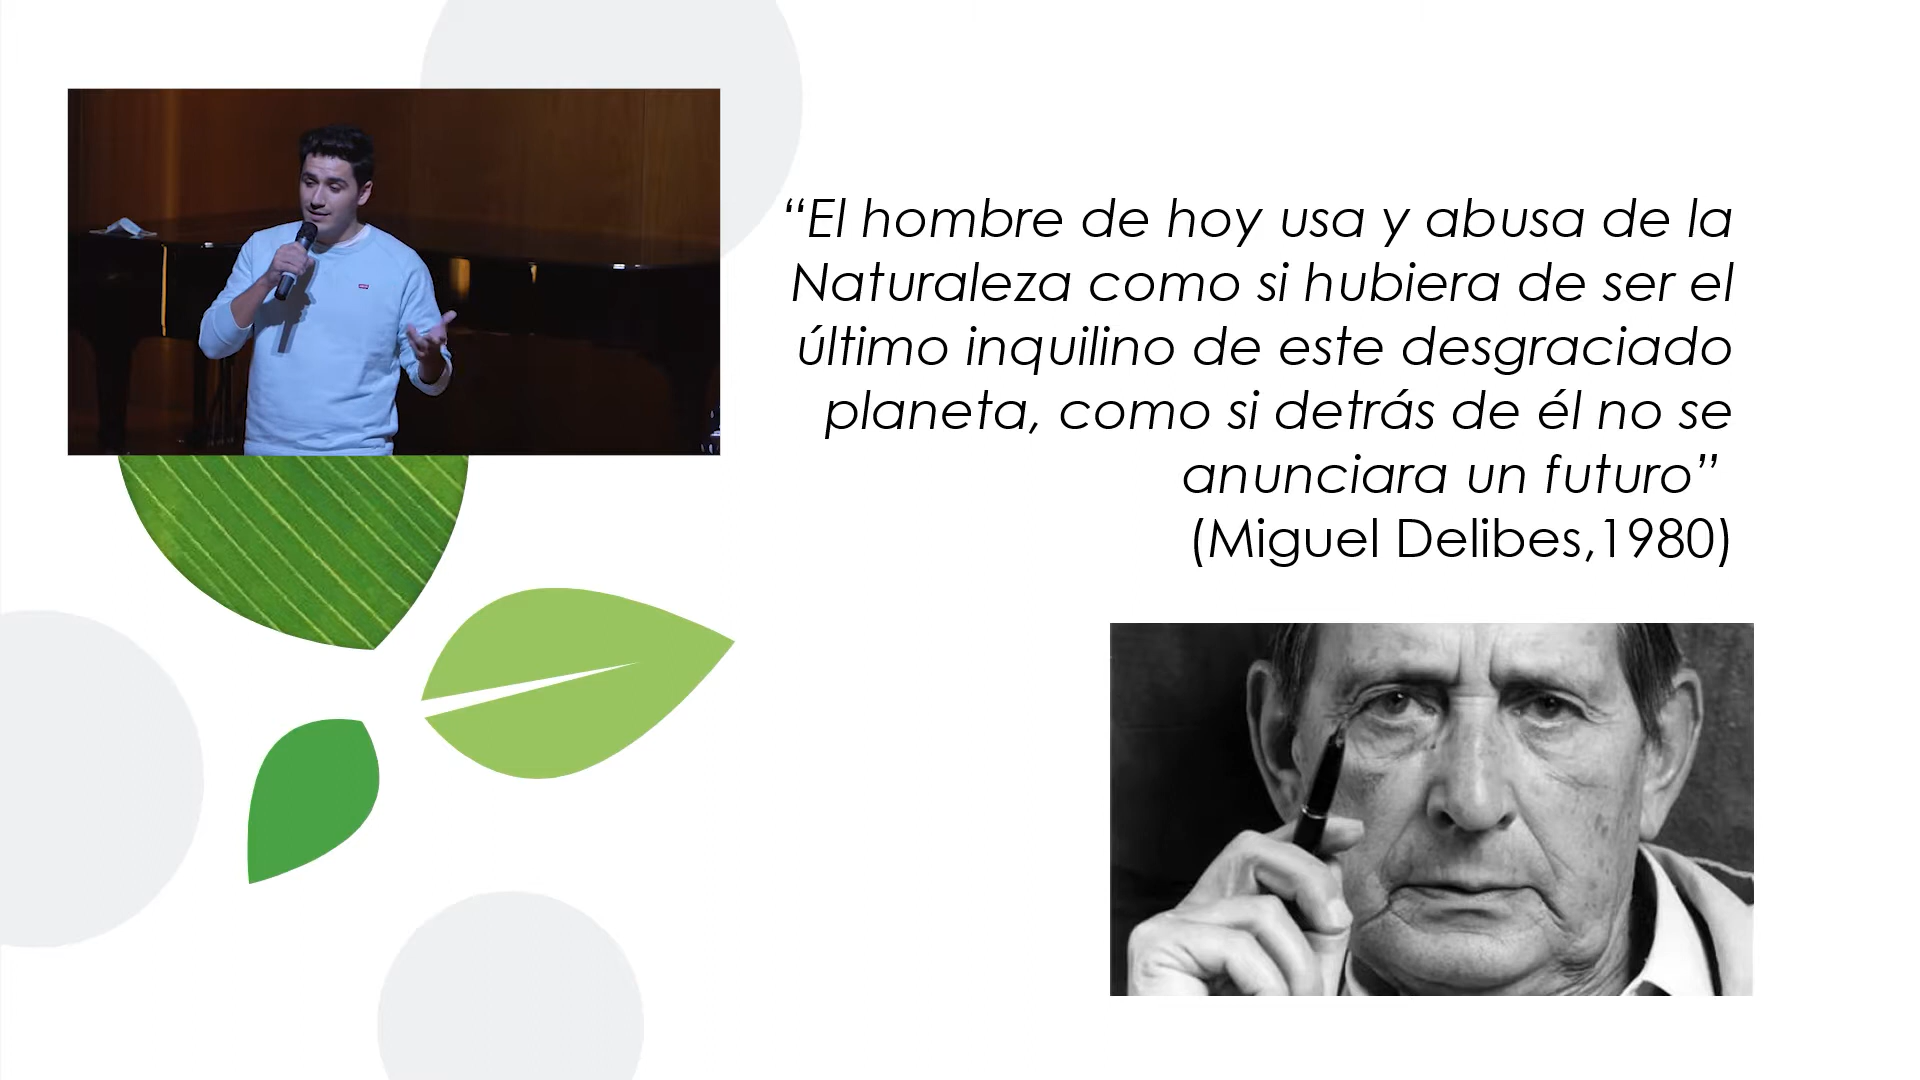 “El hombre de hoy usa y abusa de la
Naturaleza como si hubiera de ser el
último inquilino de este desgraciado
planeta, como si detrás de él no se
anunciara un futuro”
(Miguel Delibes,1980)